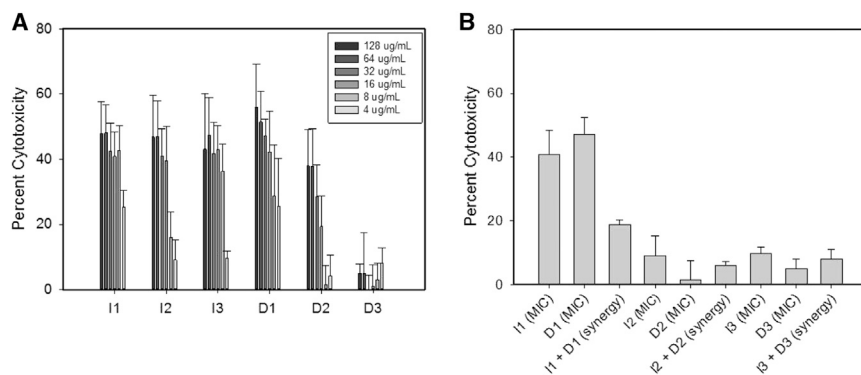 A
80
60
40
20
0
Percent Cytotoxicity
128 ug/mL
64 ug/mL
32 ug/mL
16 ug/mL
8 ug/mL
4 ug/mL
I1 I2 I3 D1 D2 D3
B
80
60
40
20
0
Percent Cytotoxicity
I1 (MIC)
D1 (MIC)
I1 + D1 (synergy)
I2 (MIC)
D2 (MIC)
I2 + D2 (synergy)
I3 (MIC)
D3 (MIC)
I3 + D3 (synergy)